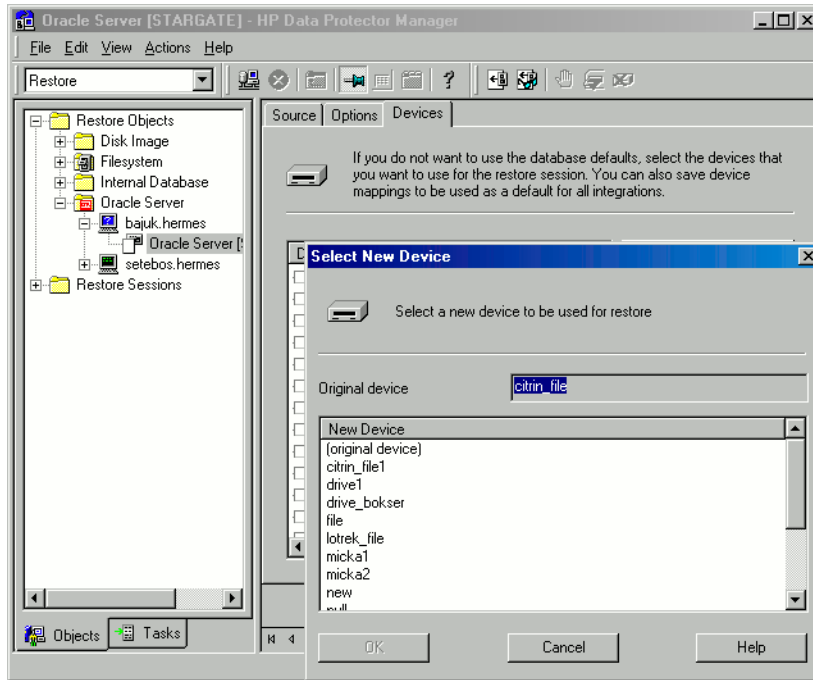 Oracle Server [STARGATE] - HP Data Protector Manager
File Edit View Actions Help
Restore
Restore Objects
Disk Image
Filesystem
Internal Database
Oracle Server
bajuk.hermes
Oracle Server [
setebos.hermes
Restore Sessions
Objects Tasks
Source Options Devices
If you do not want to use the database defaults, select the devices that
you want to use for the restore session. You can also save device
mappings to be used as a default for all integrations.
Select New Device
Select a new device to be used for restore
Original device citrin_file
New Device
(original device)
citrin_file1
drive1
drive_bokser
file
lotrek_file
micka1
micka2
new
null
OK Cancel Help